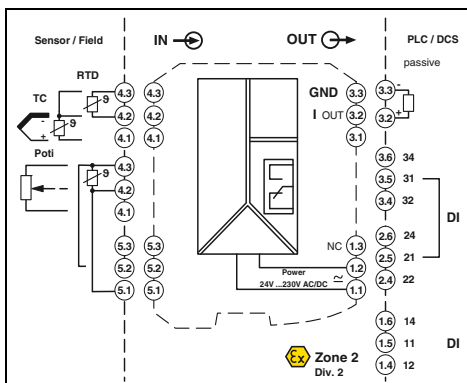 Sensor / Field
IN
OUT
PLC / DCS
passive
RTD
TC
ϑ
4.3
4.3
GND
3.3
3.3
-
-
ϑ
4.2
4.2
I OUT
3.2
3.2
+
+
4.1
4.1
3.1
Poti
ϑ
4.3
4.2
4.1
3.6 34
3.5 31
3.4 32
DI
5.3
5.3
NC
1.3
2.6 24
5.2
5.2
Power
1.2
2.5 21
5.1
5.1
24V ...230V AC/DC
1.1
2.4 22
Ex
Zone 2
Div. 2
1.6 14
1.5 11
DI
1.4 12